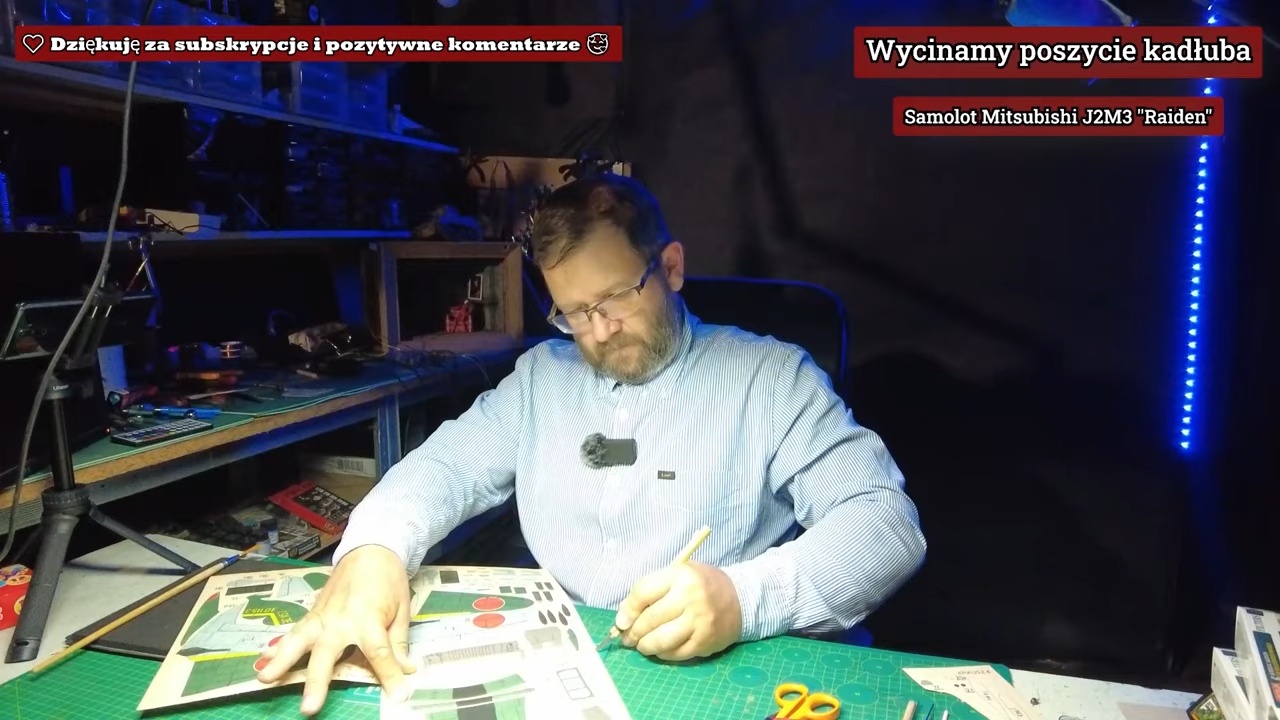 Dziękuję za subskrypcje i pozytywne komentarze
Wycinamy poszycie kadłuba
Samolot Mitsubishi J2M3 "Raiden"